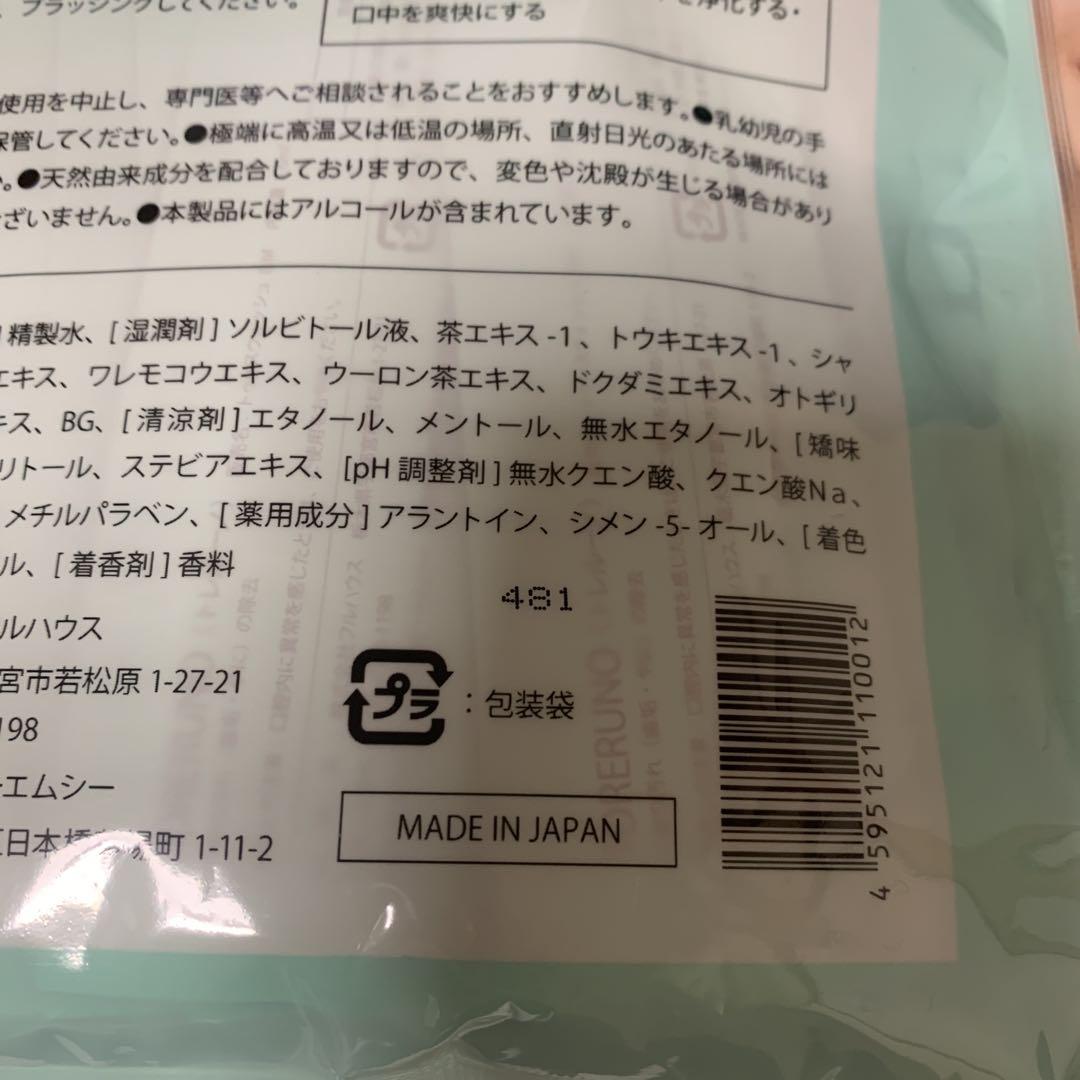 、ブラッシングしてください。
を浄化する・
口中を爽快にする
使用を中止し、専門医等へご相談されることをおすすめします。●乳幼児の手
保管してください。●極端に高温又は低温の場所、直射日光のあたる場所には
。●天然由来成分を配合しておりますので、変色や沈殿が生じる場合があり
ございません。●本製品にはアルコールが含まれています。
精製水、[ 湿潤剤 ] ソルビトール液、茶エキス -1 、トウキエキス -1 、シャ
エキス、ワレモコウエキス、ウーロン茶エキス、ドクダミエキス、オトギリ
キス、BG、[ 清涼剤 ] エタノール、メントール、無水エタノール、[ 矯味
リトール、ステビアエキス、[pH 調整剤 ] 無水クエン酸、クエン酸Na、
メチルパラベン、[ 薬用成分 ] アラントイン、シメン -5- オール、[ 着色
ル、[ 着香剤 ] 香料
481
ルハウス
宮市若松原 1-27-21
198
プラ
：包装袋
エムシー
日本橋 町 1-11-2
MADE IN JAPAN
4 595121 110012
ORERUNO